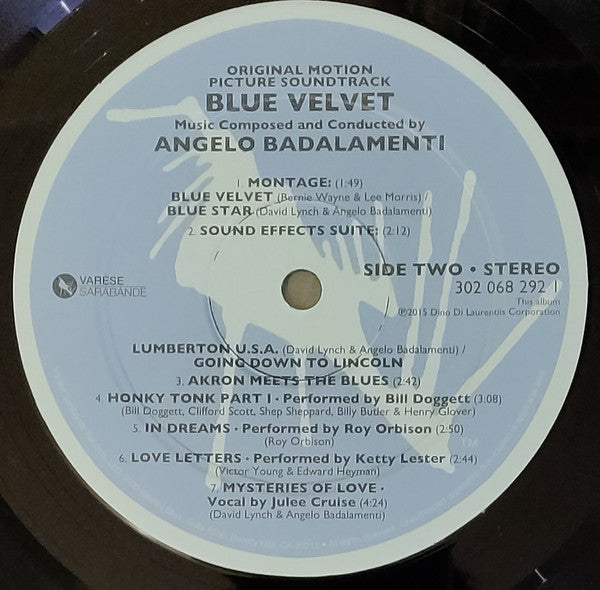 ORIGINAL MOTION
PICTURE SOUNDTRACK
BLUE VELVET
Music Composed and Conducted by
ANGELO BADALAMENTI
1. MONTAGE: (1:49)
BLUE VELVET (Bernie Wayne & Lee Morris) /
BLUE STAR (David Lynch & Angelo Badalamenti)
2. SOUND EFFECTS SUITE: (2:12)
VARÈSE
SARABANDE
SIDE TWO • STEREO
302 068 292 1
This album
℗2015 Dino Di Laurentiis Corporation
LUMBERTON U.S.A. (David Lynch & Angelo Badalamenti) /
GOING DOWN TO LINCOLN
3. AKRON MEETS THE BLUES (2:42)
4. HONKY TONK PART I • Performed by Bill Doggett (3:08)
(Bill Doggett, Clifford Scott, Shep Sheppard, Billy Butler & Henry Glover)
5. IN DREAMS • Performed by Roy Orbison (2:50)
(Roy Orbison)
6. LOVE LETTERS • Performed by Ketty Lester (2:44)
(Victor Young & Edward Heyman)
7. MYSTERIES OF LOVE •
Vocal by Julee Cruise (4:24)
(David Lynch & Angelo Badalamenti)
TM